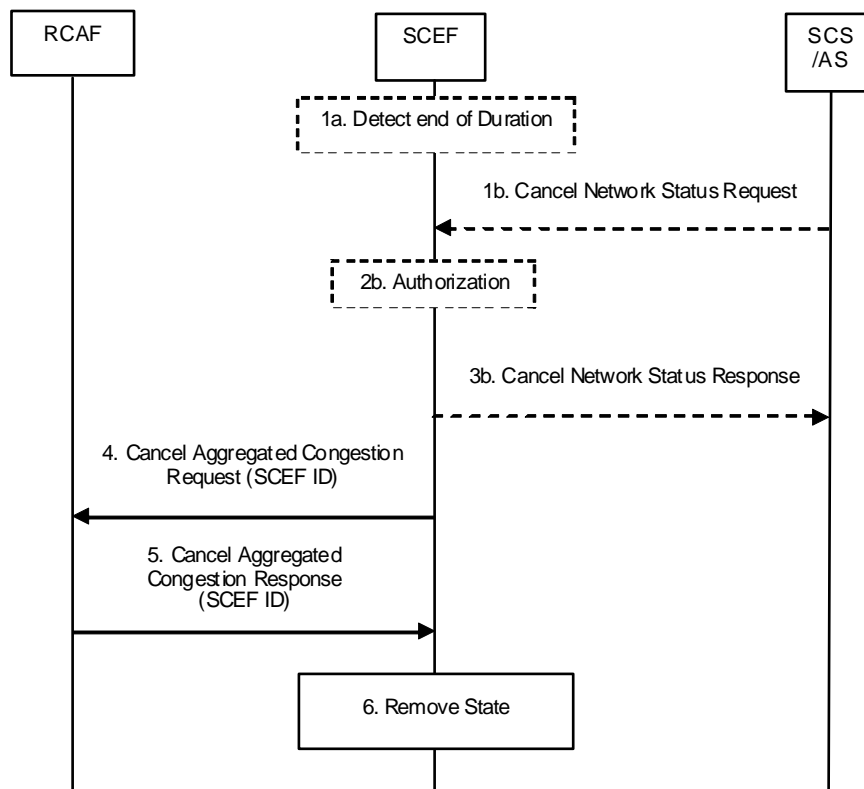 RCAF
SCEF
SCS
/AS
1a. Detect end of Duration
1b. Cancel Network Status Request
2b. Authorization
3b. Cancel Network Status Response
4. Cancel Aggregated Congestion
Request (SCEF ID)
5. Cancel Aggregated
Congestion Response
(SCEF ID)
6. Remove State